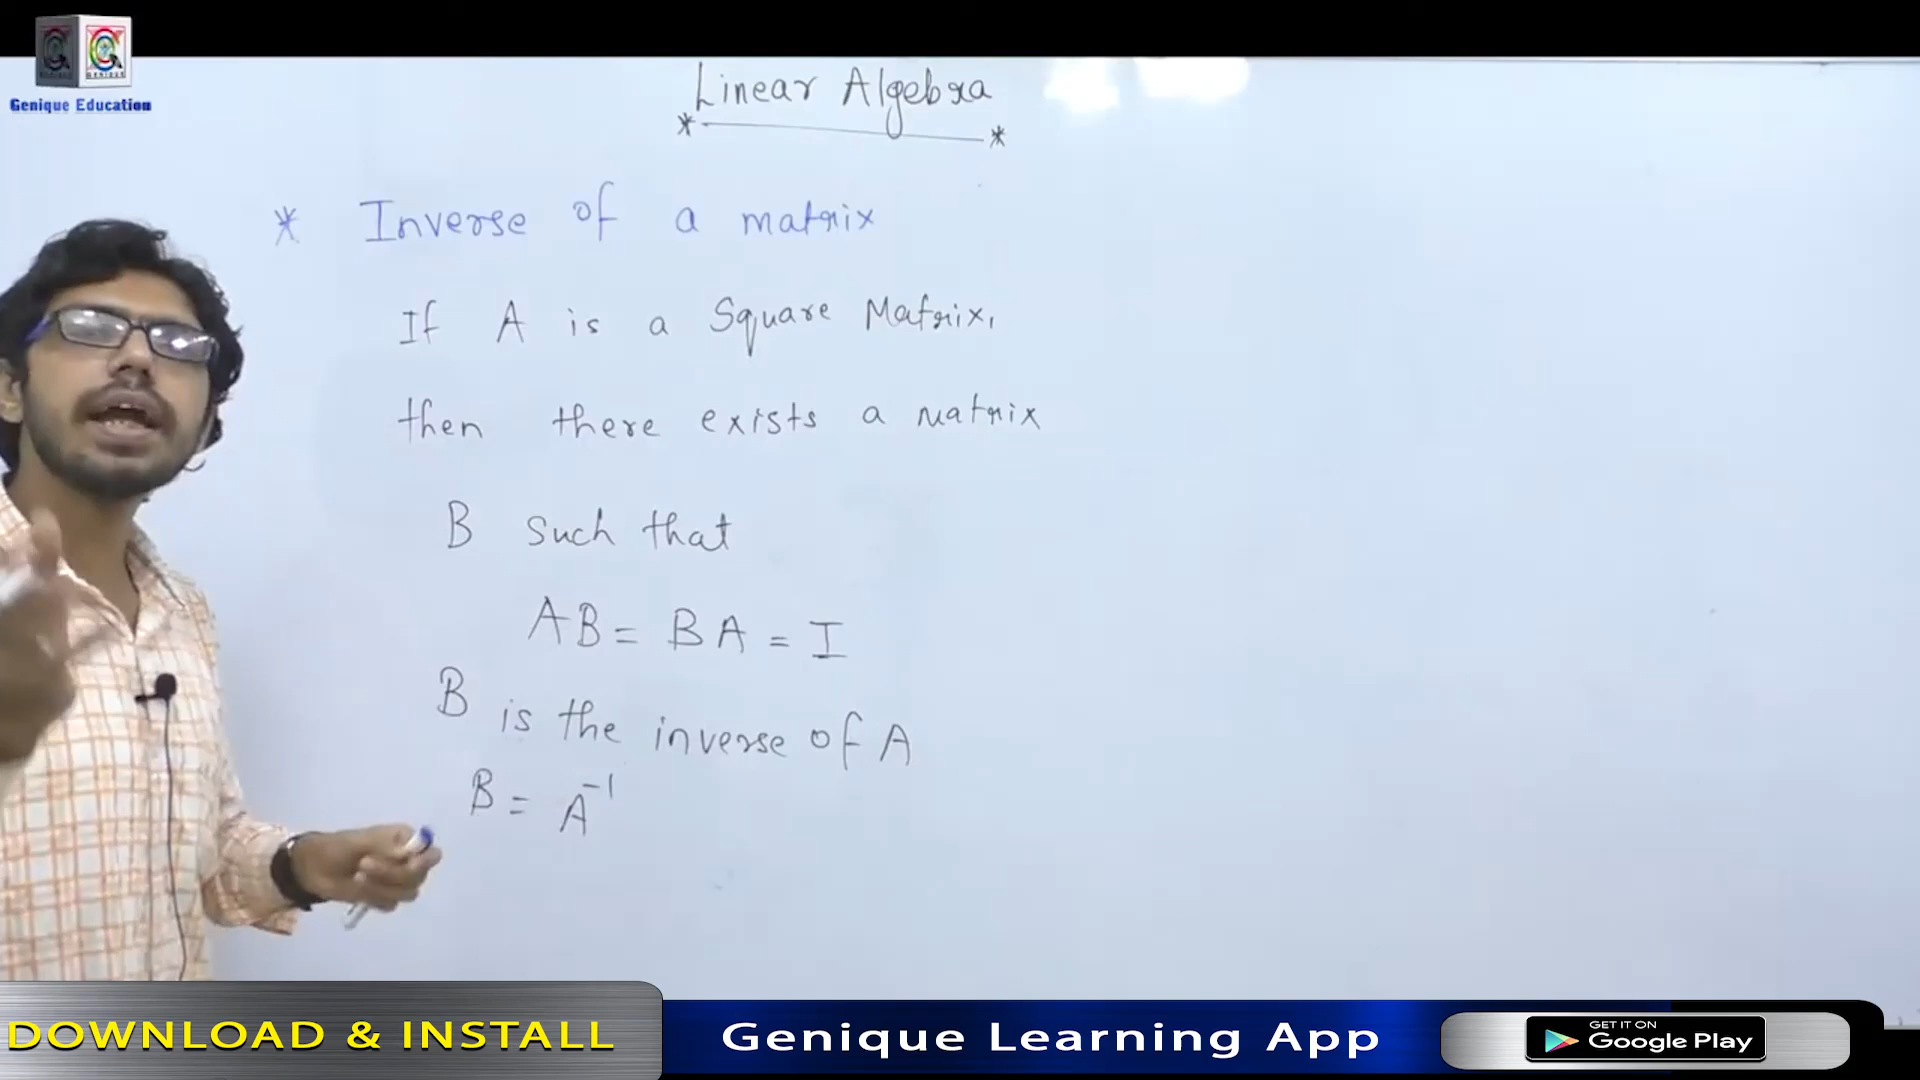 GENIQUE
Genique Education
Linear Algebra
* *
* Inverse of a matrix
If A is a Square Matrix,
then there exists a matrix
B such that
AB = BA = I
B is the inverse of A
B = A⁻¹
DOWNLOAD & INSTALL
Genique Learning App
GET IT ON
Google Play